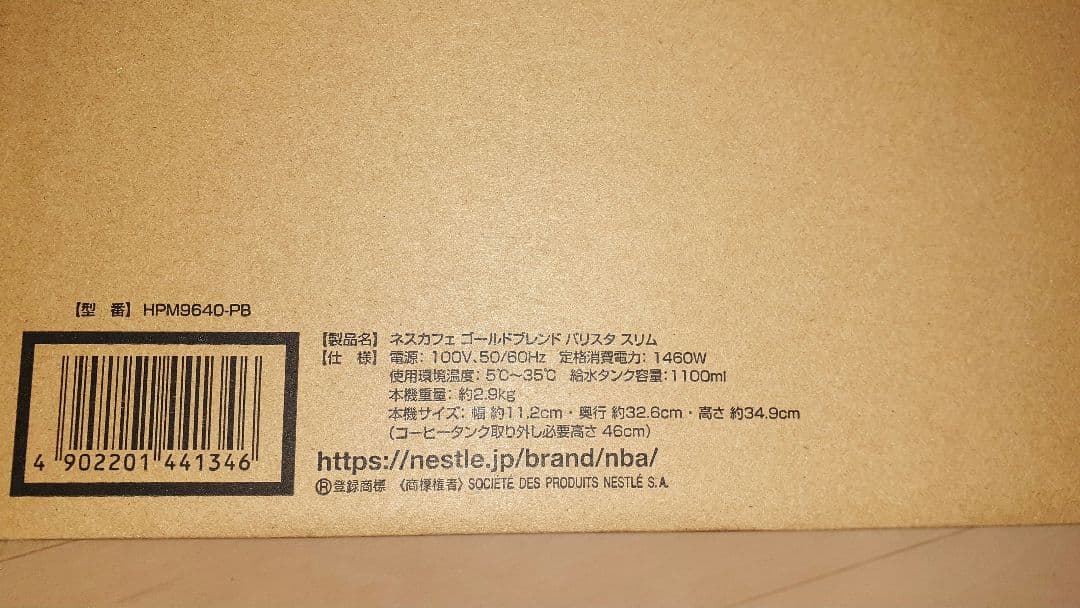 【型 番】 HPM9640-PB
【製品名】 ネスカフェ ゴールドブレンド バリスタ スリム
【仕 様】 電源: 100V、50/60Hz 定格消費電力: 1460W
使用環境温度: 5℃~35℃ 給水タンク容量:1100ml
本機重量: 約2.9kg
本機サイズ: 幅 約11.2cm・奥行 約32.6cm・高さ 約34.9cm
(コーヒータンク取り外し必要高さ 46cm)
4 902201 441346
https://nestle.jp/brand/nba/
Ⓡ登録商標 《商標権者》 SOCIÉTÉ DES PRODUITS NESTLÉ S.A.